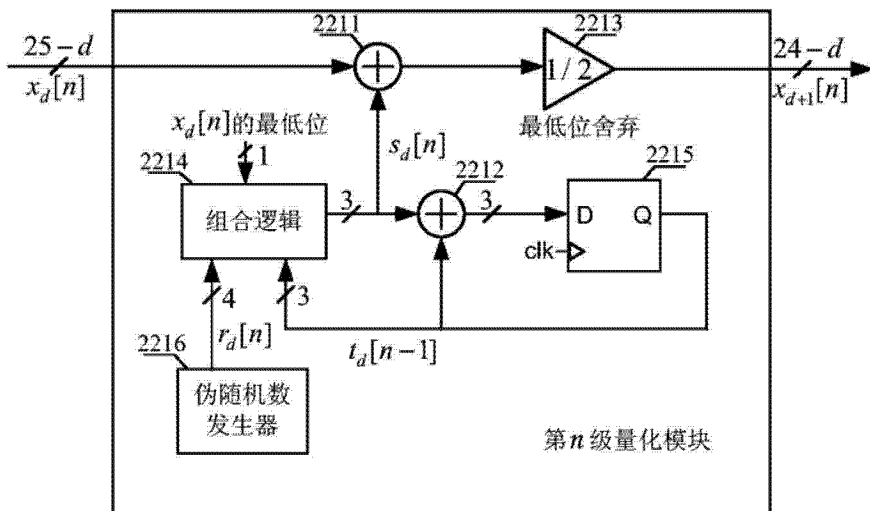 25-d
x_d[n]
2211
2213
1/2
24-d
x_{d+1}[n]
x_d[n]的最低位
1
s_d[n]
最低位舍弃
2214
组合逻辑
3
2212
3
2215
D Q
clk
4
3
r_d[n]
t_d[n-1]
2216
伪随机数
发生器
第n级量化模块